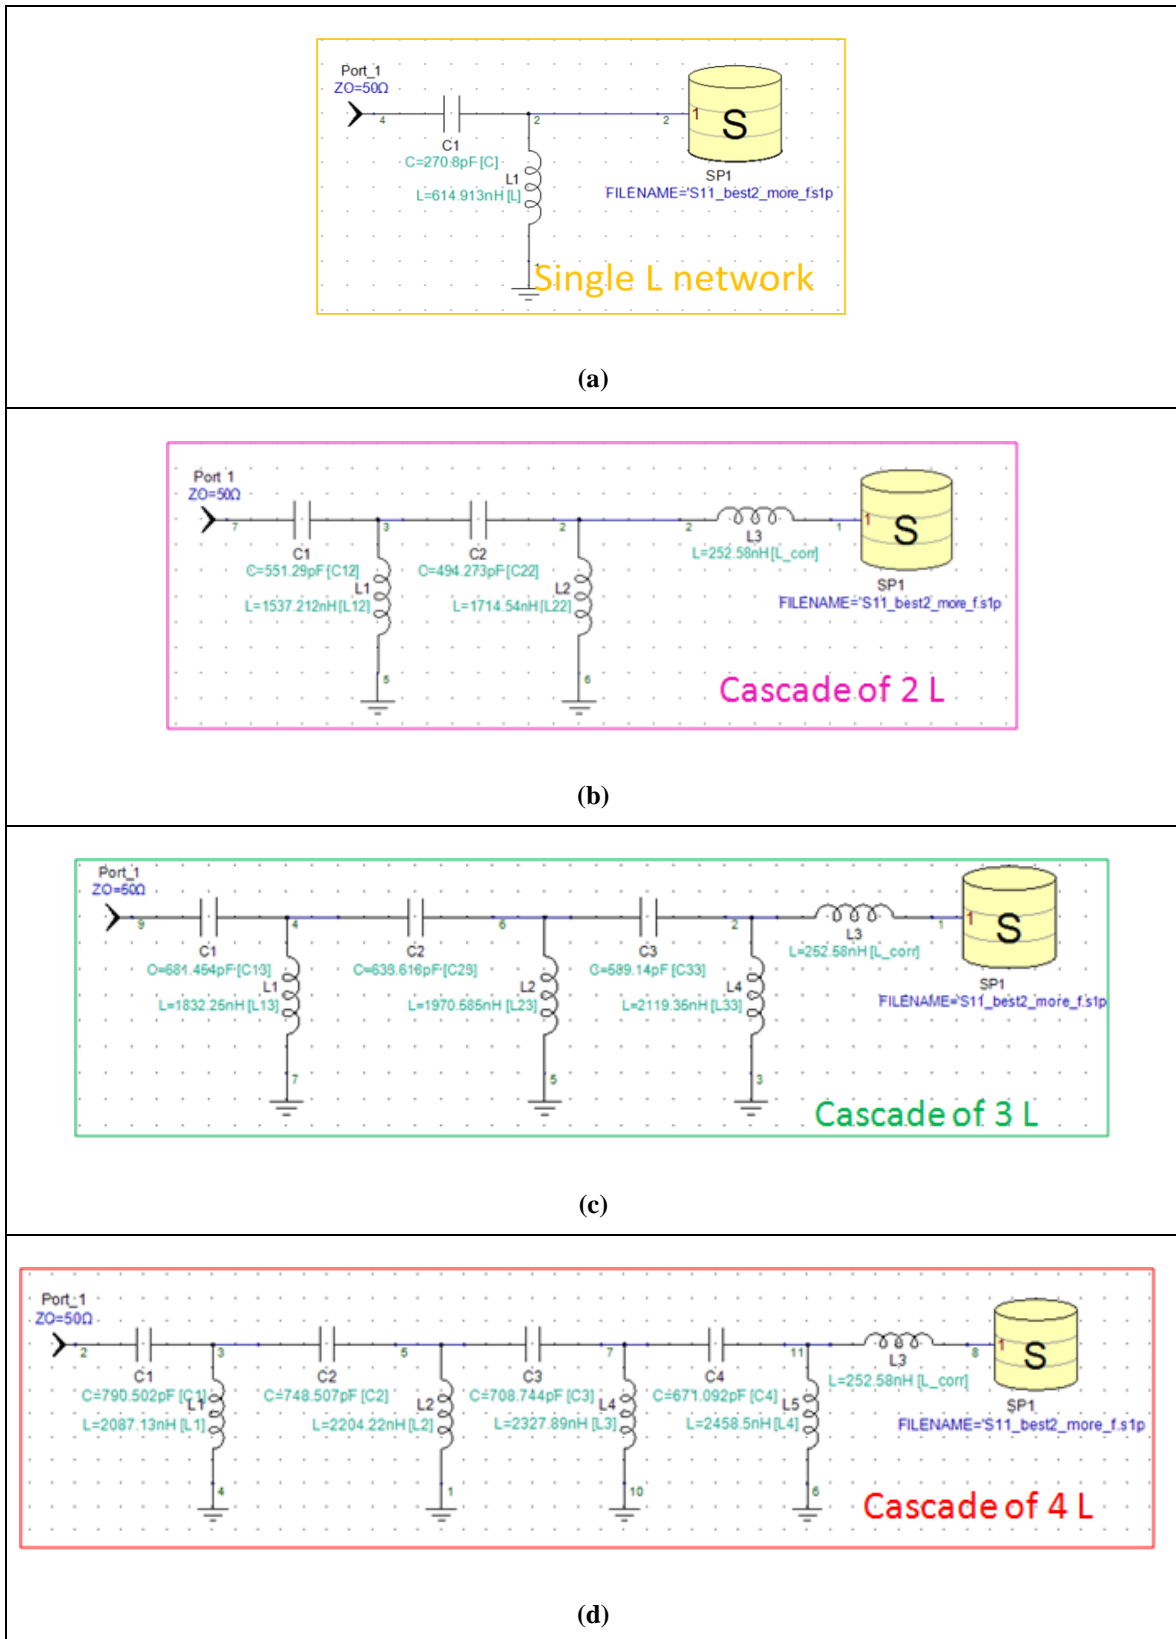 Port_1
ZO=50Ω
4
2
2
1
S
C1
C=270.8pF [C]
L1
L=614.913nH [L]
SP1
FILENAME='S11_best2_more_f.s1p
1
Single L network
(a)
Port 1
ZO=50Ω
7
3
2
2
1
1
S
C1
C2
L3
C=551.29pF [C12]
C=494.273pF [C22]
L=252.58nH [L_corr]
L1
L2
SP1
L=1537.212nH [L12]
L=1714.54nH [L22]
FILENAME='S11_best2_more_f.s1p
5
6
Cascade of 2 L
(b)
Port_1
ZO=50Ω
9
4
6
2
1
1
S
C1
C2
C3
L3
C=681.454pF [C13]
C=636.616pF [C23]
C=589.14pF [C33]
L=252.58nH [L_corr]
L1
L2
L4
SP1
L=1832.25nH [L13]
L=1970.585nH [L23]
L=2119.35nH [L33]
FILENAME='S11_best2_more_f.s1p
7
5
3
Cascade of 3 L
(c)
Port_1
ZO=50Ω
2
3
5
7
11
8
1
S
C1
C2
C3
C4
L3
C=790.502pF [C1]
C=748.507pF [C2]
C=708.744pF [C3]
C=671.092pF [C4]
L=252.58nH [L_corr]
L1
L2
L4
L5
SP1
L=2087.13nH [L1]
L=2204.22nH [L2]
L=2327.89nH [L3]
L=2458.5nH [L4]
FILENAME='S11_best2_more_f.s1p
4
1
10
6
Cascade of 4 L
(d)